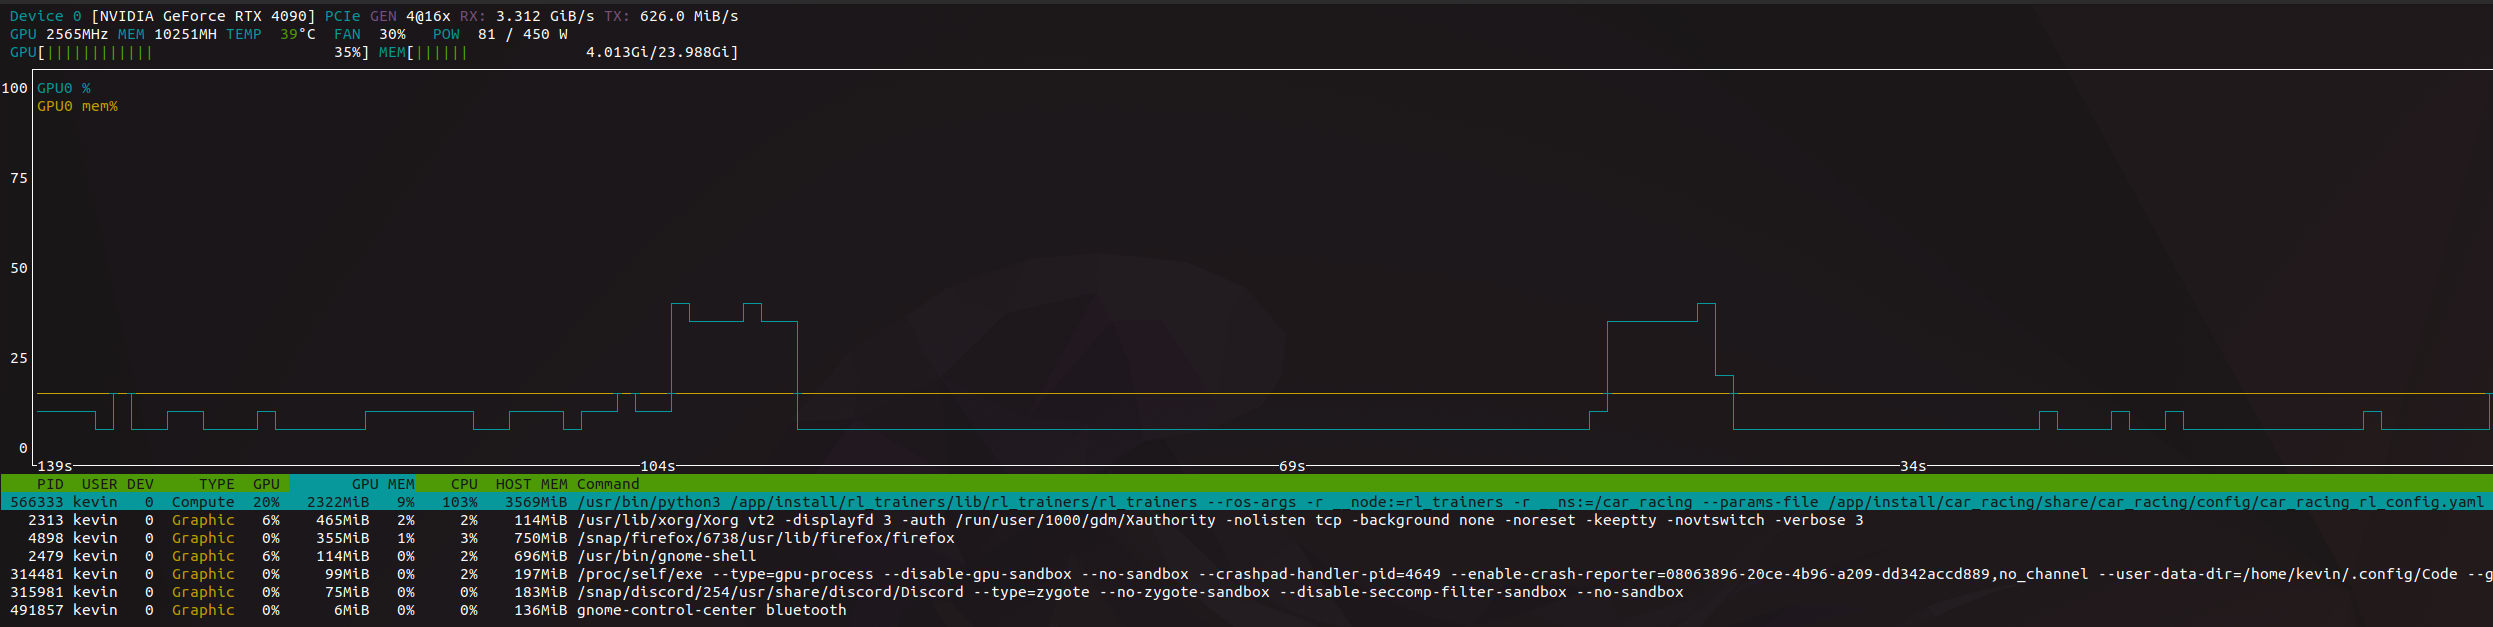 Device 0 [NVIDIA GeForce RTX 4090] PCIe GEN 4@16x RX: 3.312 GiB/s TX: 626.0 MiB/s
GPU 2565MHz MEM 10251MH TEMP 39°C FAN 30% POW 81 / 450 W
GPU[||||||||||||35%] MEM[||||||4.013Gi/23.988Gi]
100 GPU0 %
GPU0 mem%
75
50
25
0
139s 104s 69s 34s
PID USER DEV TYPE GPU GPU MEM CPU HOST MEM Command
566333 kevin 0 Compute 20% 2322MiB 9% 103% 3569MiB /usr/bin/python3 /app/install/rl_trainers/lib/rl_trainers/rl_trainers --ros-args -r __node:=rl_trainers -r __ns:=/car_racing --params-file /app/install/car_racing/share/car_racing/config/car_racing_rl_config.yaml
2313 kevin 0 Graphic 6% 465MiB 2% 2% 114MiB /usr/lib/xorg/Xorg vt2 -displayfd 3 -auth /run/user/1000/gdm/Xauthority -nolisten tcp -background none -noreset -keeptty -novtswitch -verbose 3
4898 kevin 0 Graphic 0% 355MiB 1% 3% 750MiB /snap/firefox/6738/usr/lib/firefox/firefox
2479 kevin 0 Graphic 6% 114MiB 0% 2% 696MiB /usr/bin/gnome-shell
314481 kevin 0 Graphic 0% 99MiB 0% 2% 197MiB /proc/self/exe --type=gpu-process --disable-gpu-sandbox --no-sandbox --crashpad-handler-pid=4649 --enable-crash-reporter=08063896-20ce-4b96-a209-dd342accd889,no_channel --user-data-dir=/home/kevin/.config/Code --g
315981 kevin 0 Graphic 0% 75MiB 0% 0% 183MiB /snap/discord/254/usr/share/discord/Discord --type=zygote --no-zygote-sandbox --disable-seccomp-filter-sandbox --no-sandbox
491857 kevin 0 Graphic 0% 6MiB 0% 0% 136MiB gnome-control-center bluetooth